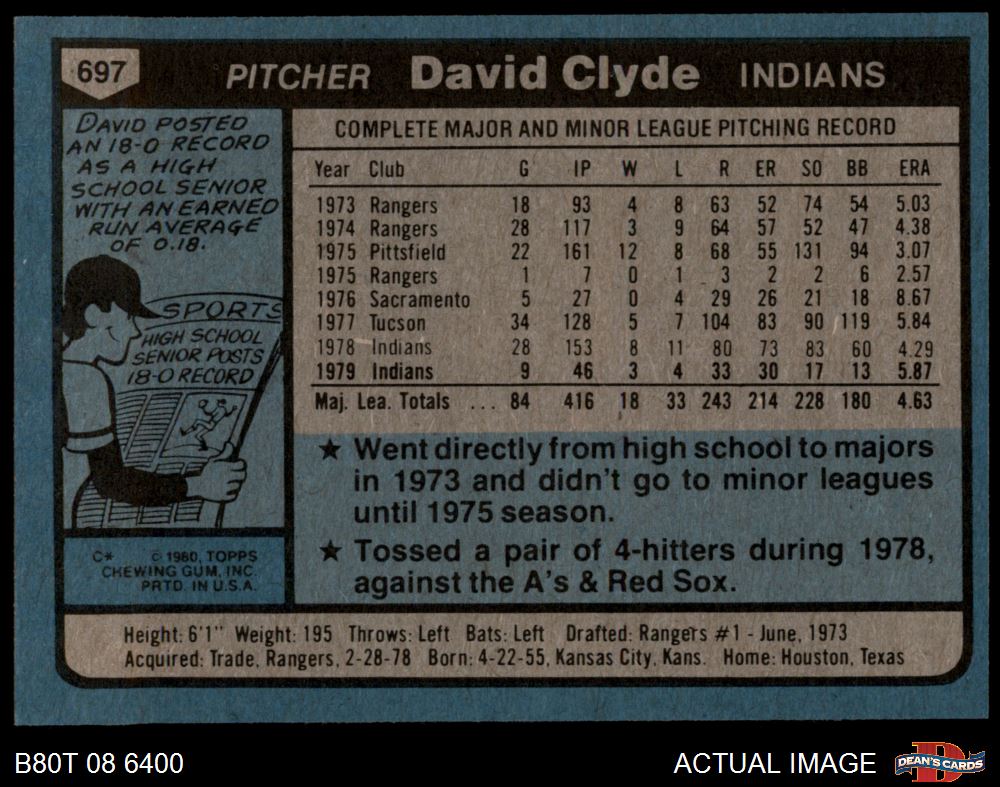 697 PITCHER David Clyde INDIANS
DAVID POSTED
AN 18-0 RECORD
AS A HIGH
SCHOOL SENIOR
WITH AN EARNED
RUN AVERAGE
OF 0.18.
SPORTS
HIGH SCHOOL
SENIOR POSTS
18-0 RECORD
C* © 1980, TOPPS
CHEWING GUM, INC.
PRTD. IN U.S.A.
COMPLETE MAJOR AND MINOR LEAGUE PITCHING RECORD
Year Club G IP W L R ER SO BB ERA
1973 Rangers 18 93 4 8 63 52 74 54 5.03
1974 Rangers 28 117 3 9 64 57 52 47 4.38
1975 Pittsfield 22 161 12 8 68 55 131 94 3.07
1975 Rangers 1 7 0 1 3 2 2 6 2.57
1976 Sacramento 5 27 0 4 29 26 21 18 8.67
1977 Tucson 34 128 5 7 104 83 90 119 5.84
1978 Indians 28 153 8 11 80 73 83 60 4.29
1979 Indians 9 46 3 4 33 30 17 13 5.87
Maj. Lea. Totals ... 84 416 18 33 243 214 228 180 4.63
★ Went directly from high school to majors
in 1973 and didn't go to minor leagues
until 1975 season.
★ Tossed a pair of 4-hitters during 1978,
against the A's & Red Sox.
Height: 6'1" Weight: 195 Throws: Left Bats: Left Drafted: Rangers #1 - June, 1973
Acquired: Trade, Rangers, 2-28-78 Born: 4-22-55, Kansas City, Kans. Home: Houston, Texas
B80T 08 6400 ACTUAL IMAGE D DEAN'S CARDS